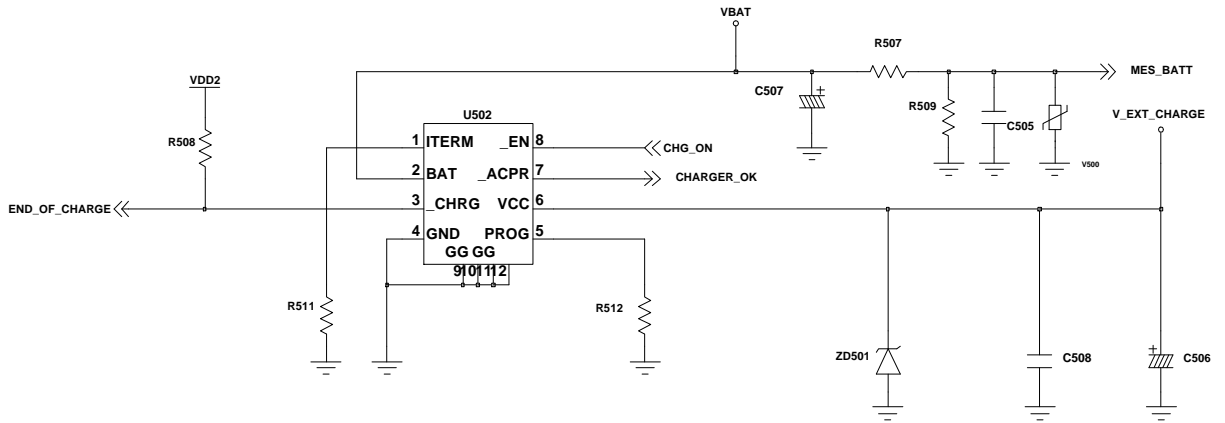 VBAT
R507
MES_BATT
VDD2
C507
+
R509
C505
V_EXT_CHARGE
V500
R508
U502
1 ITERM _EN 8
CHG_ON
2 BAT _ACPR 7
CHARGER_OK
END_OF_CHARGE
3 _CHRG VCC 6
4 GND PROG 5
GG GG
9 10 11 12
R511
R512
ZD501
C508
+
C506